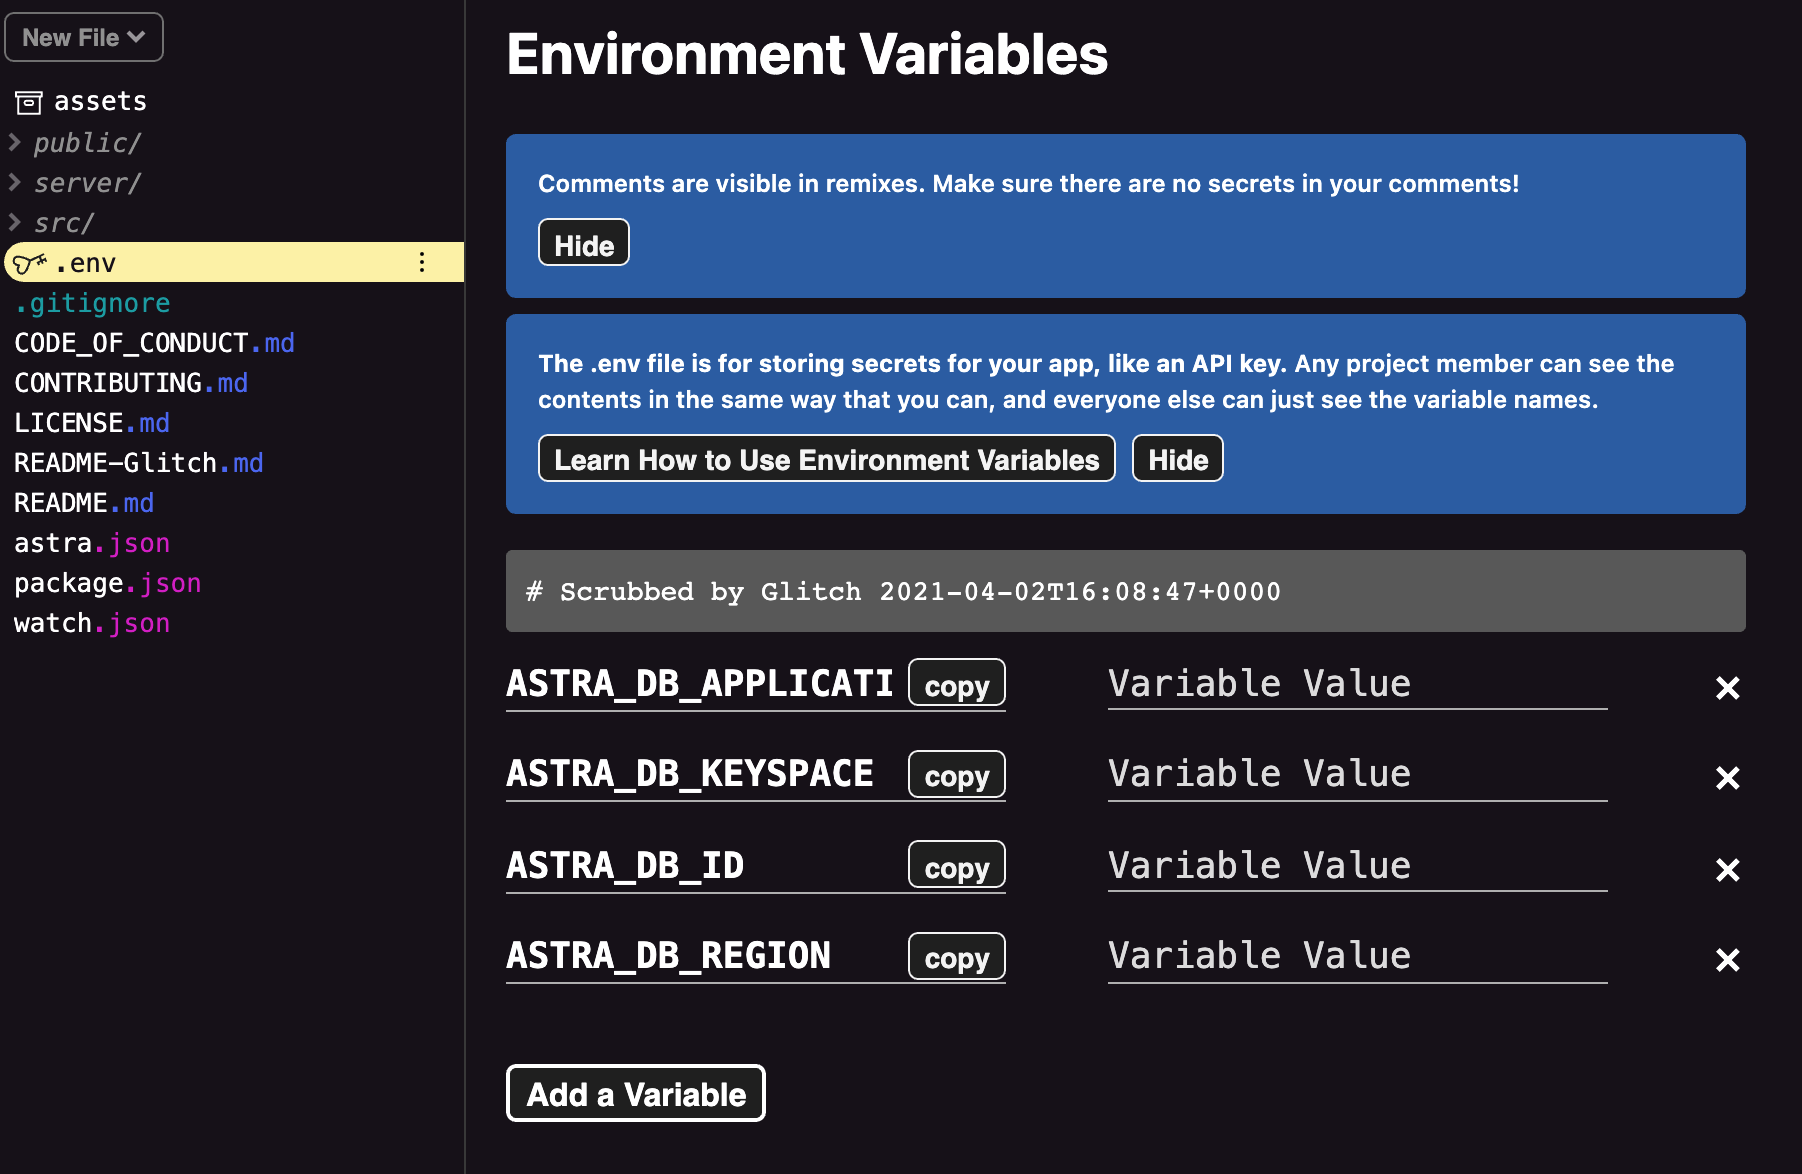 New File
assets
public/
server/
src/
.env
.gitignore
CODE_OF_CONDUCT.md
CONTRIBUTING.md
LICENSE.md
README-Glitch.md
README.md
astra.json
package.json
watch.json
Environment Variables
Comments are visible in remixes. Make sure there are no secrets in your comments!
Hide
The .env file is for storing secrets for your app, like an API key. Any project member can see the
contents in the same way that you can, and everyone else can just see the variable names.
Learn How to Use Environment Variables Hide
# Scrubbed by Glitch 2021-04-02T16:08:47+0000
ASTRA_DB_APPLICATI copy Variable Value
ASTRA_DB_KEYSPACE copy Variable Value
ASTRA_DB_ID copy Variable Value
ASTRA_DB_REGION copy Variable Value
Add a Variable